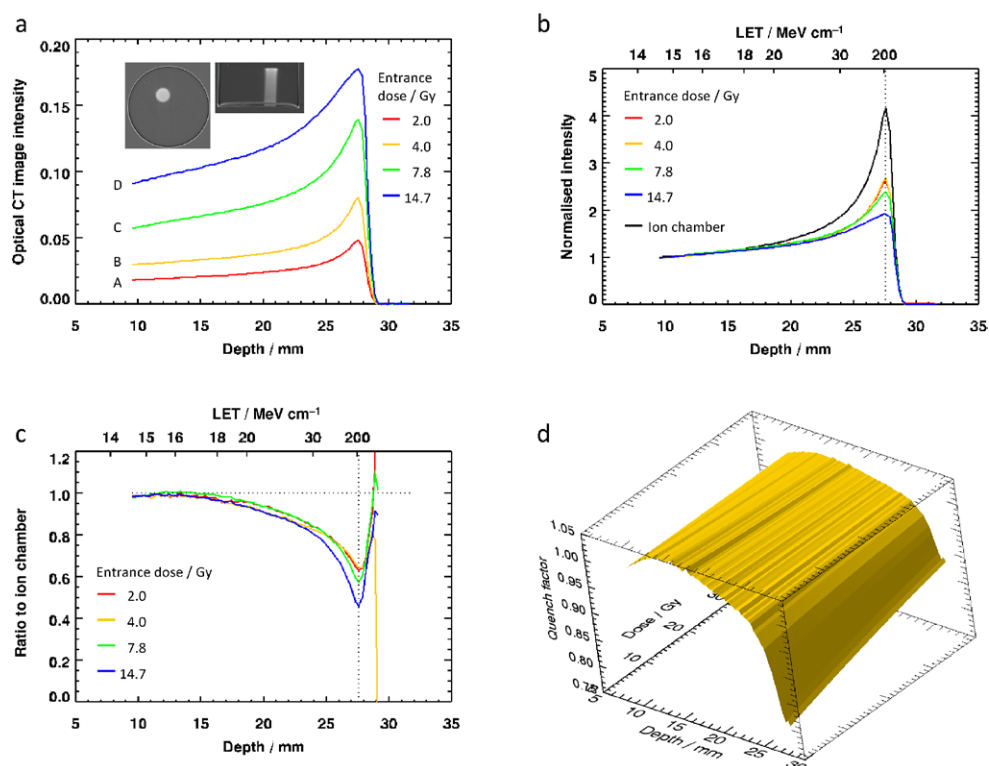 a
Optical CT image intensity
0.20
0.15
0.10
0.05
0.00
D
C
B
A
Entrance
dose / Gy
2.0
4.0
7.8
14.7
5 10 15 20 25 30 35
Depth / mm
b
LET / MeV cm⁻¹
14 15 16 18 20 30 200
Normalised intensity
5
4
3
2
1
0
Entrance dose / Gy
2.0
4.0
7.8
14.7
Ion chamber
5 10 15 20 25 30 35
Depth / mm
c
LET / MeV cm⁻¹
14 15 16 18 20 30 200
Ratio to ion chamber
1.2
1.0
0.8
0.6
0.4
0.2
0.0
Entrance dose / Gy
2.0
4.0
7.8
14.7
5 10 15 20 25 30 35
Depth / mm
d
Quench factor
1.05
1.00
0.95
0.90
0.85
0.80
Dose / Gy
10
20
30
5 10 15 20 25 30
Depth / mm